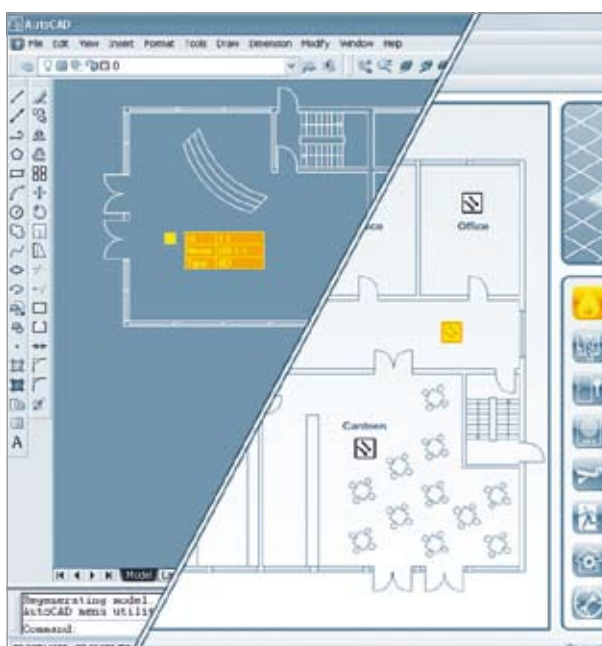 AutoCAD
File Edit View Insert Format Tools Draw Dimension Modify Window Help
0
Office
Canteen
A
Model
Regenerating model
AutoCAD menu utilit
Command: